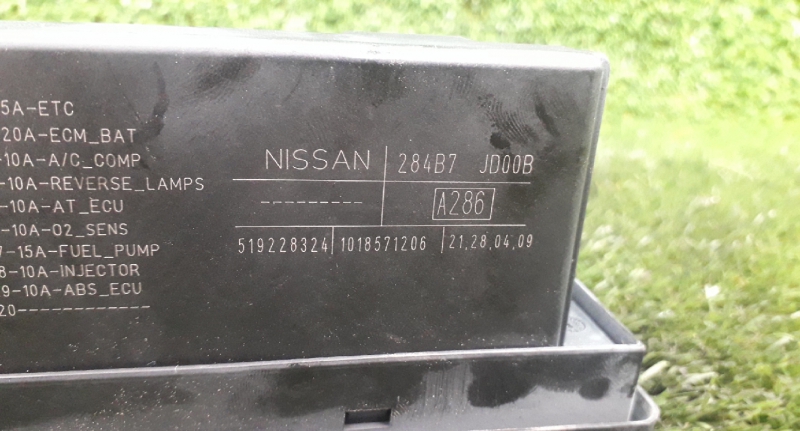 5A-ETC
20A-ECM_BAT
-10A-A/C_COMP
-10A-REVERSE_LAMPS
-10A-AT_ECU
-10A-O2_SENS
7-15A-FUEL_PUMP
8-10A-INJECTOR
9-10A-ABS_ECU
20------------
NISSAN 284B7 JD00B
--------- A286
519228324 1018571206 21,28,04,09